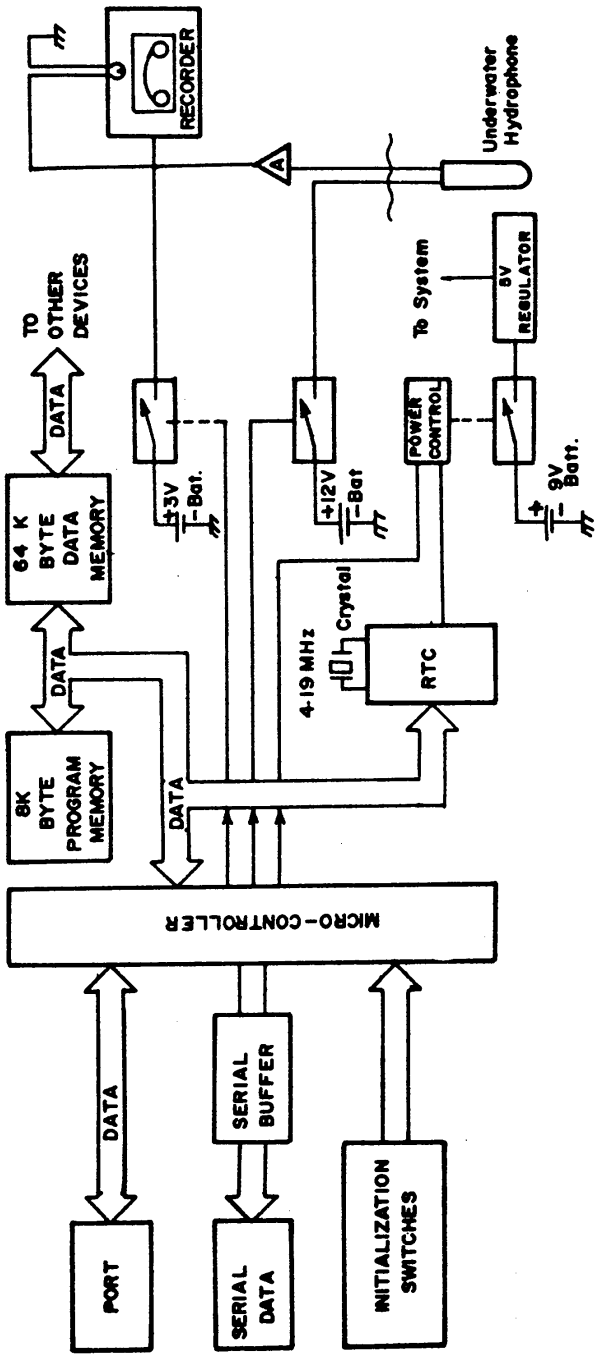 PORT
DATA
8K
BYTE
PROGRAM
MEMORY
DATA
64 K
BYTE
DATA
MEMORY
DATA
TO
OTHER
DEVICES
RECORDER
SERIAL
DATA
SERIAL
BUFFER
MICRO-CONTROLLER
DATA
+3V
-Bat.
A
INITIALIZATION
SWITCHES
4-19 MHz
Crystal
RTC
+12V
-Bat
POWER
CONTROL
To System
+
-
9V
Batt.
5V
REGULATOR
Underwater
Hydrophone